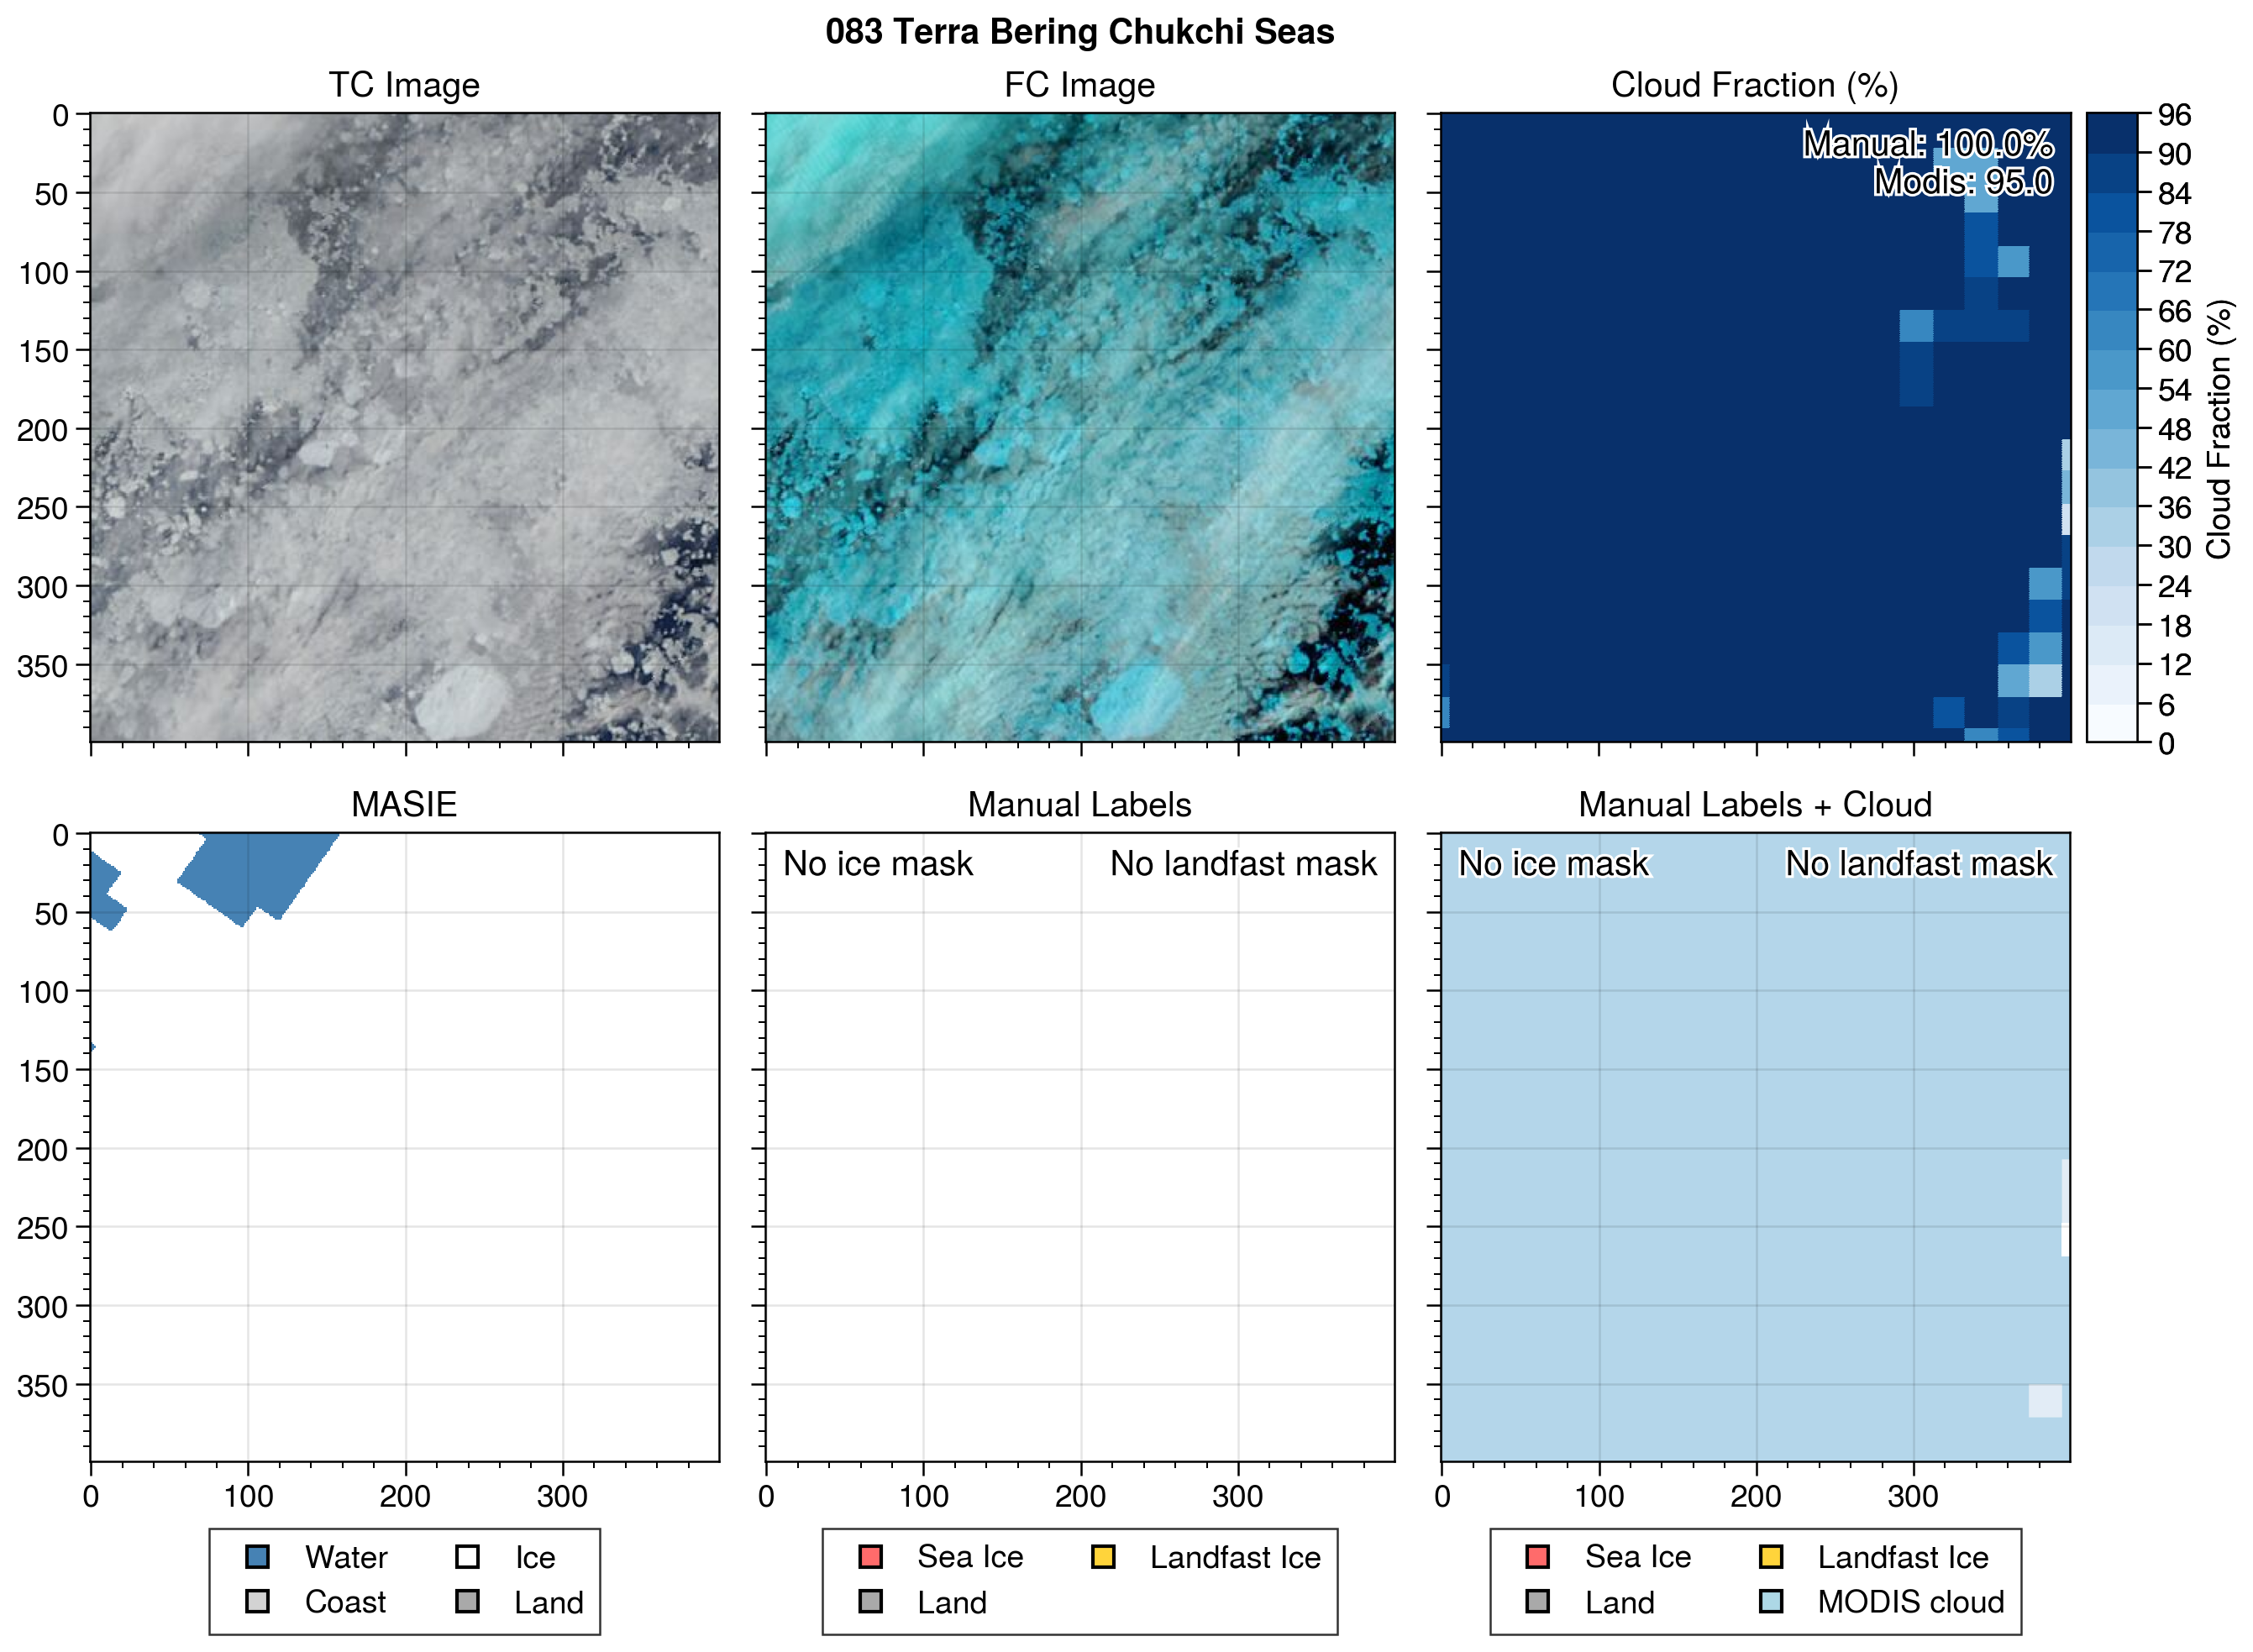 083 Terra Bering Chukchi Seas
TC Image
FC Image
Cloud Fraction (%)
0
50
100
150
200
250
300
350
Manual: 100.0%
Modis: 95.0
96
90
84
78
72
66
60
54
48
42
36
30
24
18
12
6
0
Cloud Fraction (%)
MASIE
Manual Labels
Manual Labels + Cloud
0
50
100
150
200
250
300
350
No ice mask
No landfast mask
No ice mask
No landfast mask
0 100 200 300
0 100 200 300
0 100 200 300
Water
Ice
Coast
Land
Sea Ice
Landfast Ice
Land
Sea Ice
Landfast Ice
Land
MODIS cloud